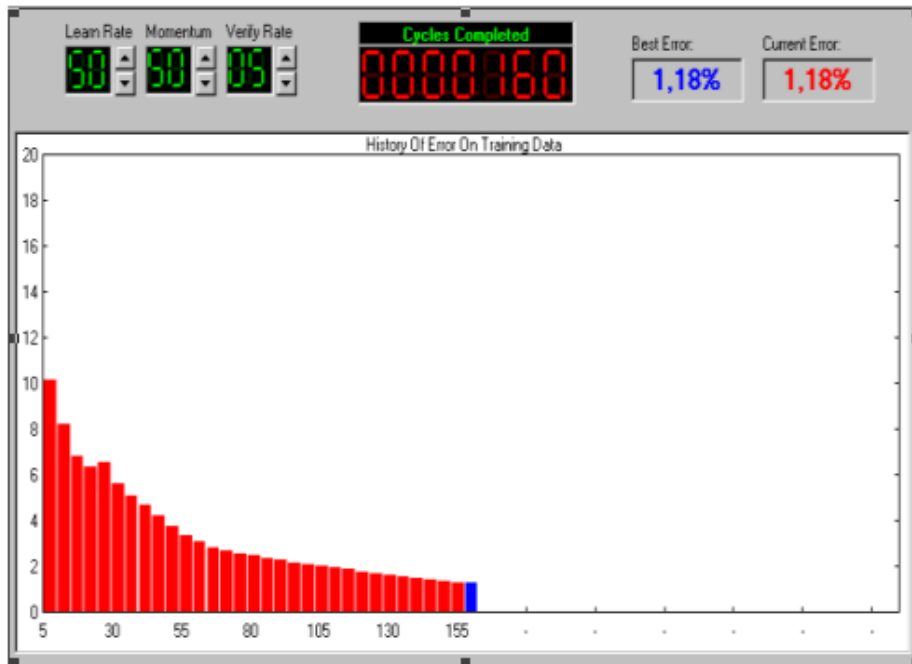 Learn Rate Momentum Verify Rate
50 50 05
Cycles Completed
00000160
Best Error:
1,18%
Current Error:
1,18%
History Of Error On Training Data
20
18
16
14
12
10
8
6
4
2
0
5 30 55 80 105 130 155